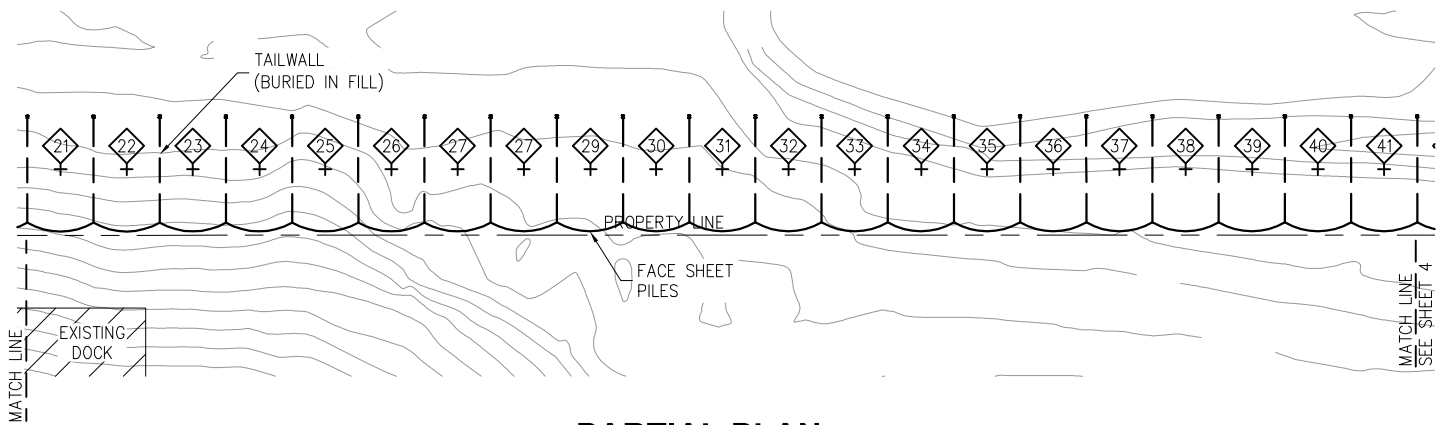 TAILWALL
(BURIED IN FILL)
21 22 23 24 25 26 27 27 29 30 31 32 33 34 35 36 37 38 39 40 41
PROPERTY LINE
FACE SHEET
PILES
EXISTING
DOCK
MATCH LINE
MATCH LINE
SEE SHEET 4
PARTIAL PLAN